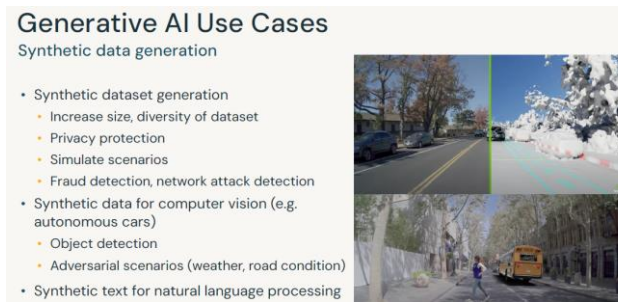 Generative AI Use Cases
Synthetic data generation
• Synthetic dataset generation
• Increase size, diversity of dataset
• Privacy protection
• Simulate scenarios
• Fraud detection, network attack detection
• Synthetic data for computer vision (e.g.
autonomous cars)
• Object detection
• Adversarial scenarios (weather, road condition)
• Synthetic text for natural language processing